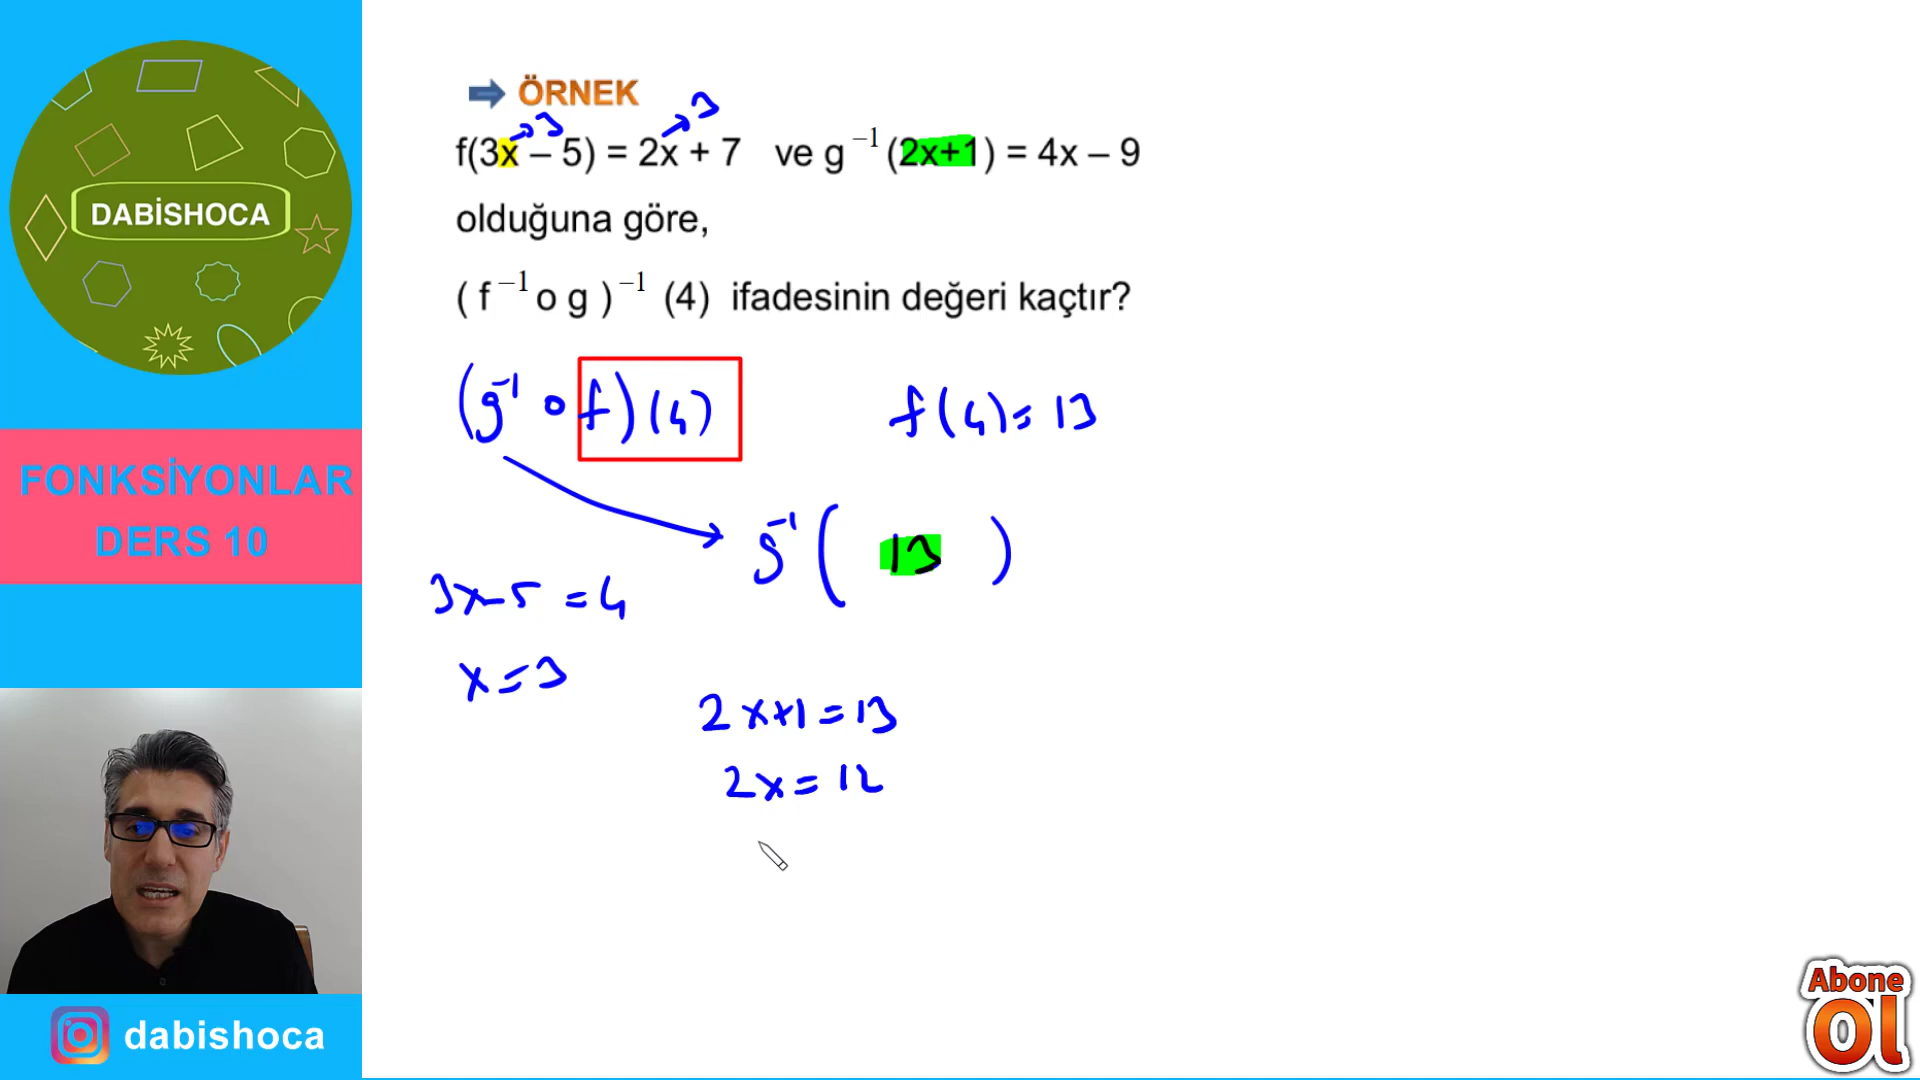 DABİSHOCA
FONKSİYONLAR
DERS 10
dabishoca
ÖRNEK
→3 →3
f(3x – 5) = 2x + 7 ve g⁻¹(2x+1) = 4x – 9
olduğuna göre,
( f⁻¹ o g )⁻¹ (4) ifadesinin değeri kaçtır?
(g⁻¹ o f)(4) f(4)=13
g⁻¹( 13 )
3x-5 =4
x=3
2x+1=13
2x=12
Abone
Ol